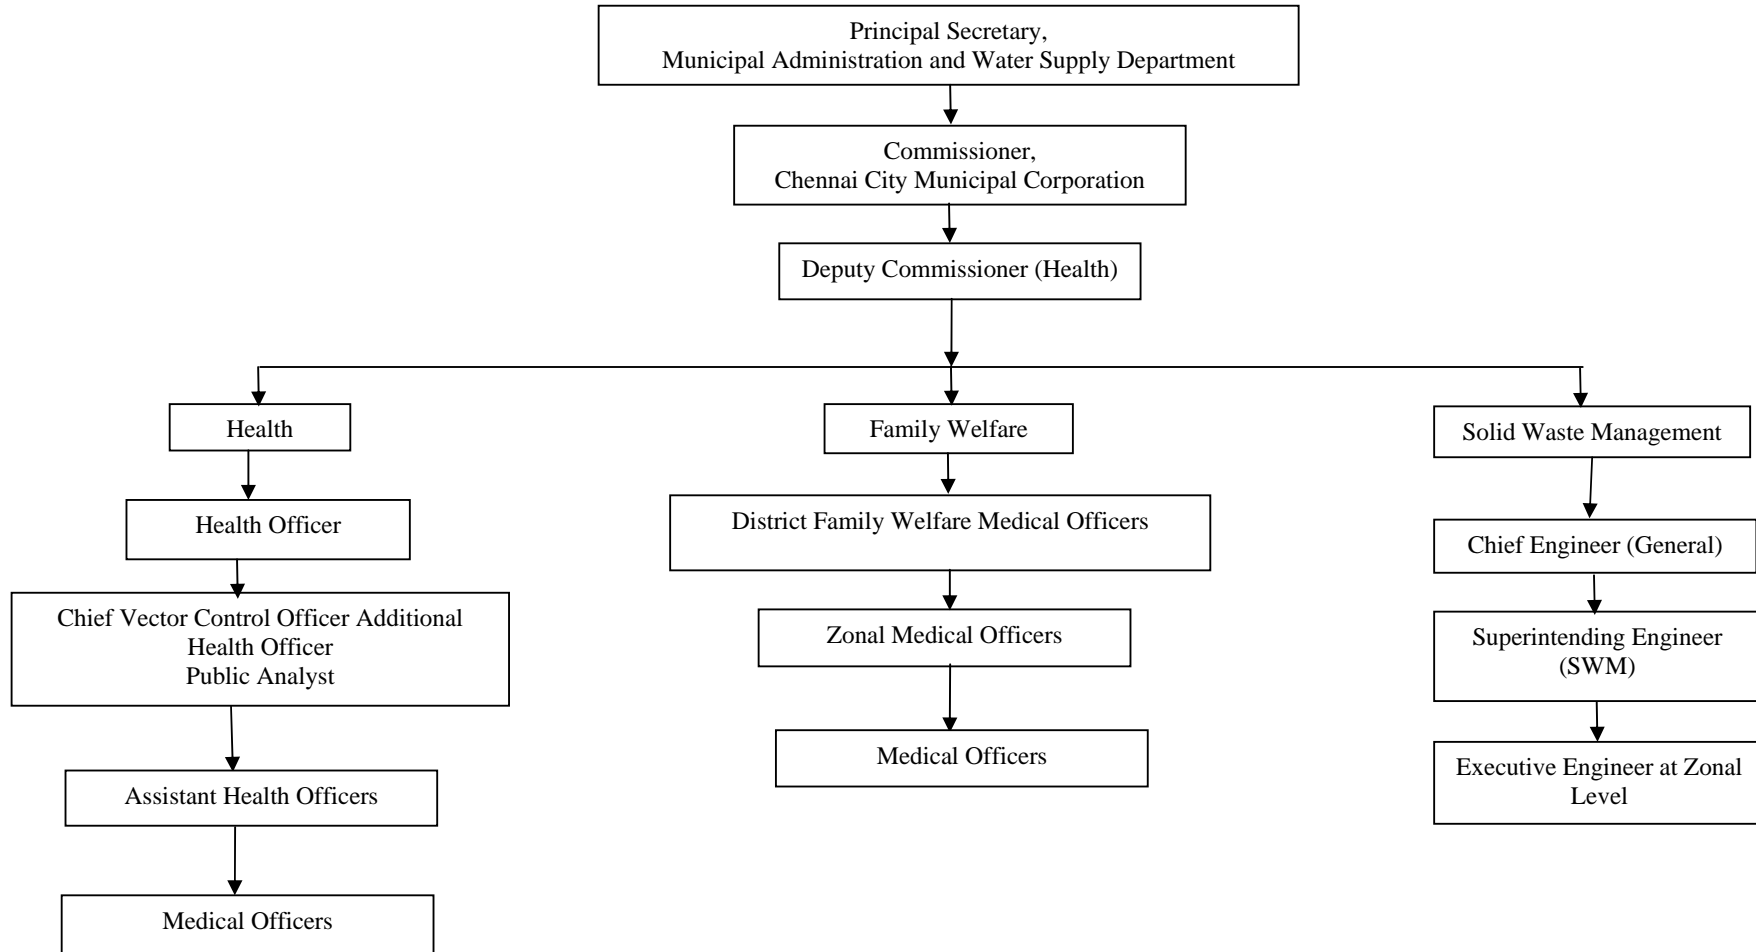 Principal Secretary,
Municipal Administration and Water Supply Department
Commissioner,
Chennai City Municipal Corporation
Deputy Commissioner (Health)
Health
Health Officer
Chief Vector Control Officer Additional
Health Officer
Public Analyst
Assistant Health Officers
Medical Officers
Family Welfare
District Family Welfare Medical Officers
Zonal Medical Officers
Medical Officers
Solid Waste Management
Chief Engineer (General)
Superintending Engineer
(SWM)
Executive Engineer at Zonal
Level